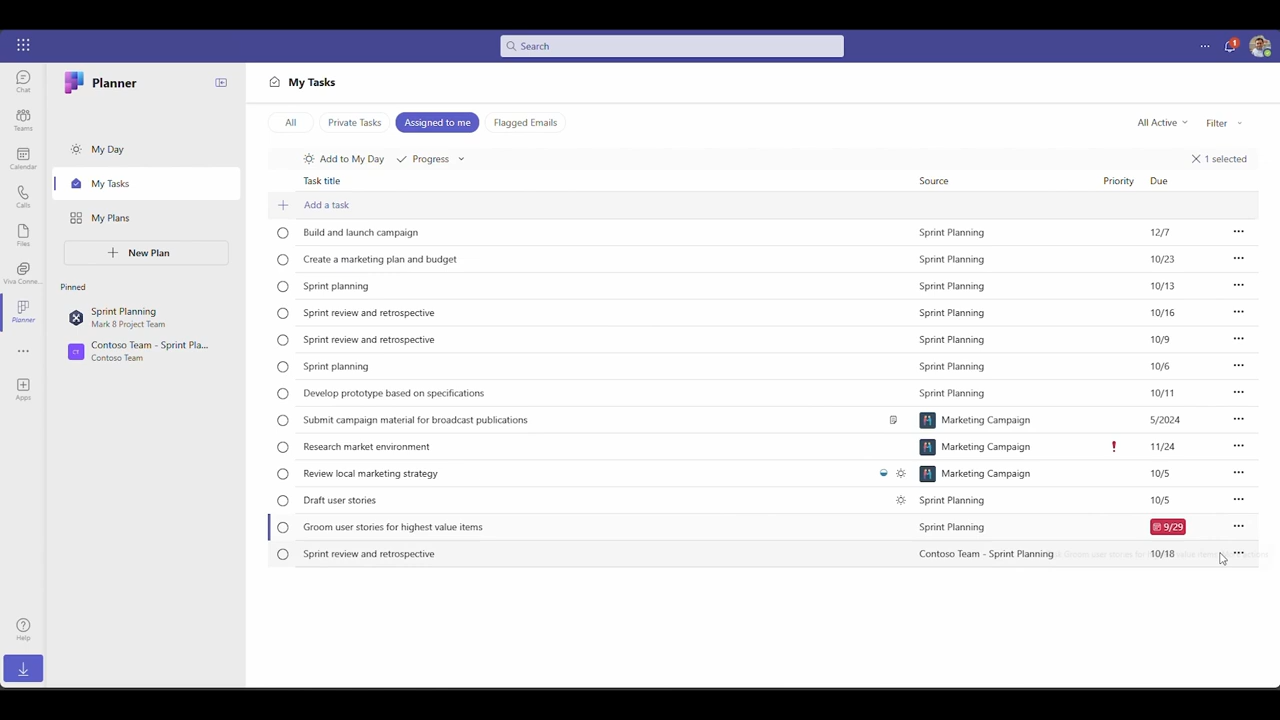 Search
1
Chat
Teams
Calendar
Calls
Files
Viva Conne...
Planner
Apps
Help
Planner
My Day
My Tasks
My Plans
New Plan
Pinned
Sprint Planning
Mark 8 Project Team
CT
Contoso Team - Sprint Pla...
Contoso Team
My Tasks
All Private Tasks Assigned to me Flagged Emails All Active Filter
Add to My Day Progress 1 selected
Task title Source Priority Due
Add a task
Build and launch campaign Sprint Planning 12/7
Create a marketing plan and budget Sprint Planning 10/23
Sprint planning Sprint Planning 10/13
Sprint review and retrospective Sprint Planning 10/16
Sprint review and retrospective Sprint Planning 10/9
Sprint planning Sprint Planning 10/6
Develop prototype based on specifications Sprint Planning 10/11
Submit campaign material for broadcast publications Marketing Campaign 5/2024
Research market environment Marketing Campaign ! 11/24
Review local marketing strategy Marketing Campaign 10/5
Draft user stories Sprint Planning 10/5
Groom user stories for highest value items Sprint Planning 9/29
Sprint review and retrospective Contoso Team - Sprint Planning 10/18